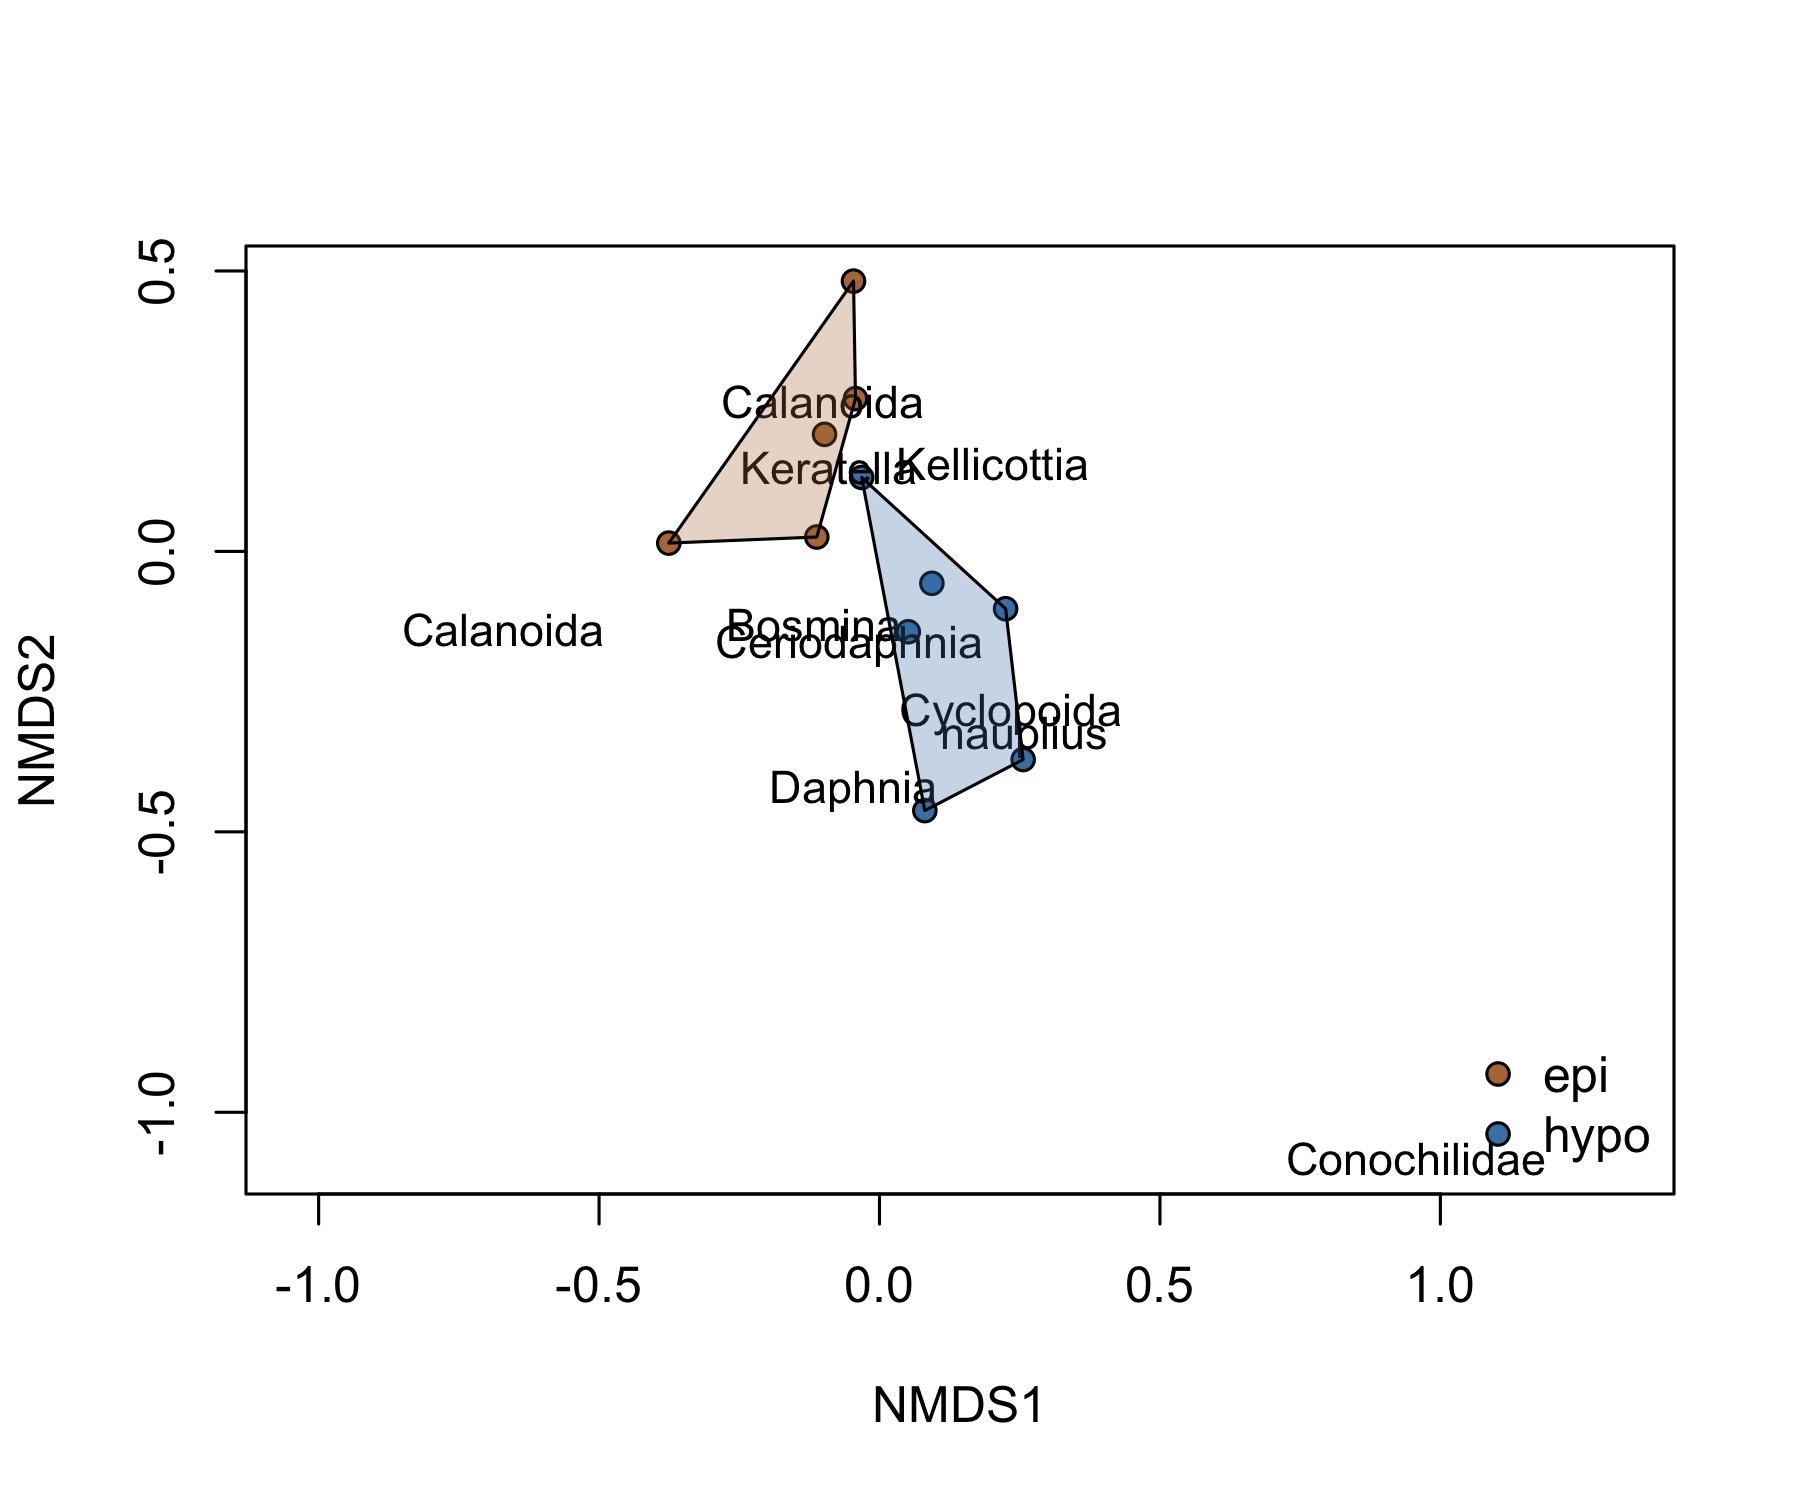 0.5
Calanoida
Keratella
Kellicottia
0.0
Calanoida
Bosmina
Ceriodaphnia
Cyclopoida
nauplius
Daphnia
-0.5
NMDS2
-1.0
epi
hypo
Conochilidae
-1.0 -0.5 0.0 0.5 1.0
NMDS1